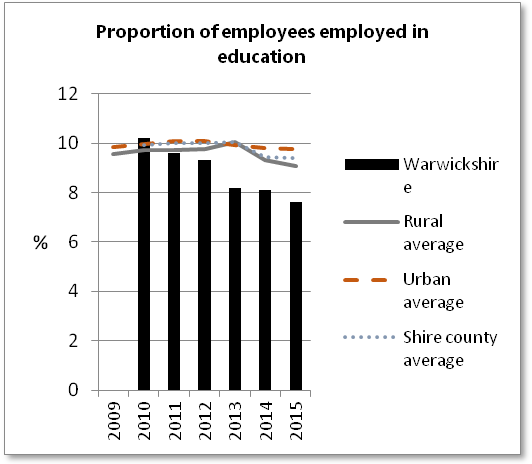 Proportion of employees employed in
education
12
10
8
6
4
2
0
%
2009
2010
2011
2012
2013
2014
2015
Warwickshir
e
Rural
average
Urban
average
Shire county
average